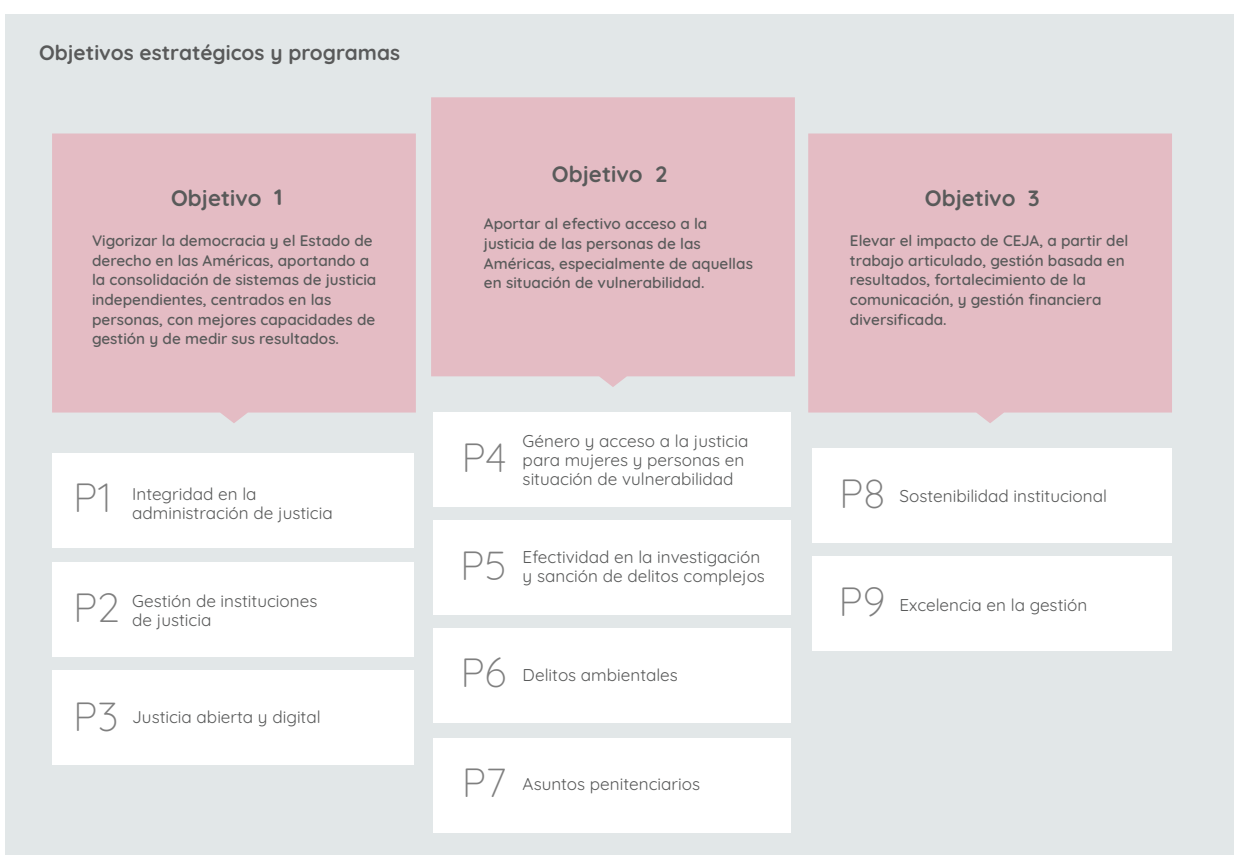 Objetivos estratégicos y programas
Objetivo 1
Vigorizar la democracia y el Estado de
derecho en las Américas, aportando a
la consolidación de sistemas de justicia
independientes, centrados en las
personas, con mejores capacidades de
gestión y de medir sus resultados.
P1
Integridad en la
administración de justicia
P2
Gestión de instituciones
de justicia
P3
Justicia abierta y digital
Objetivo 2
Aportar al efectivo acceso a la
justicia de las personas de las
Américas, especialmente de aquellas
en situación de vulnerabilidad.
P4
Género y acceso a la justicia
para mujeres y personas en
situación de vulnerabilidad
P5
Efectividad en la investigación
y sanción de delitos complejos
P6
Delitos ambientales
P7
Asuntos penitenciarios
Objetivo 3
Elevar el impacto de CEJA, a partir del
trabajo articulado, gestión basada en
resultados, fortalecimiento de la
comunicación, y gestión financiera
diversificada.
P8
Sostenibilidad institucional
P9
Excelencia en la gestión